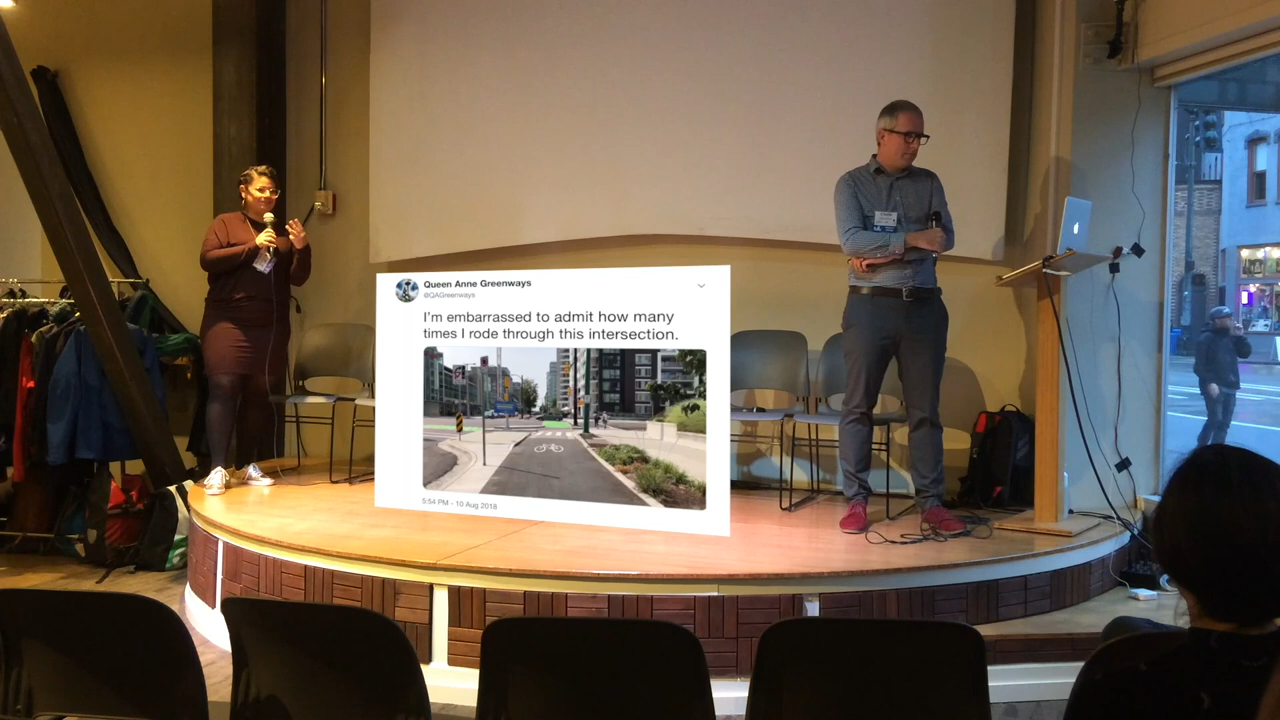 Queen Anne Greenways
@QAGreenways
I'm embarrassed to admit how many
times I rode through this intersection.
5:54 PM - 10 Aug 2018